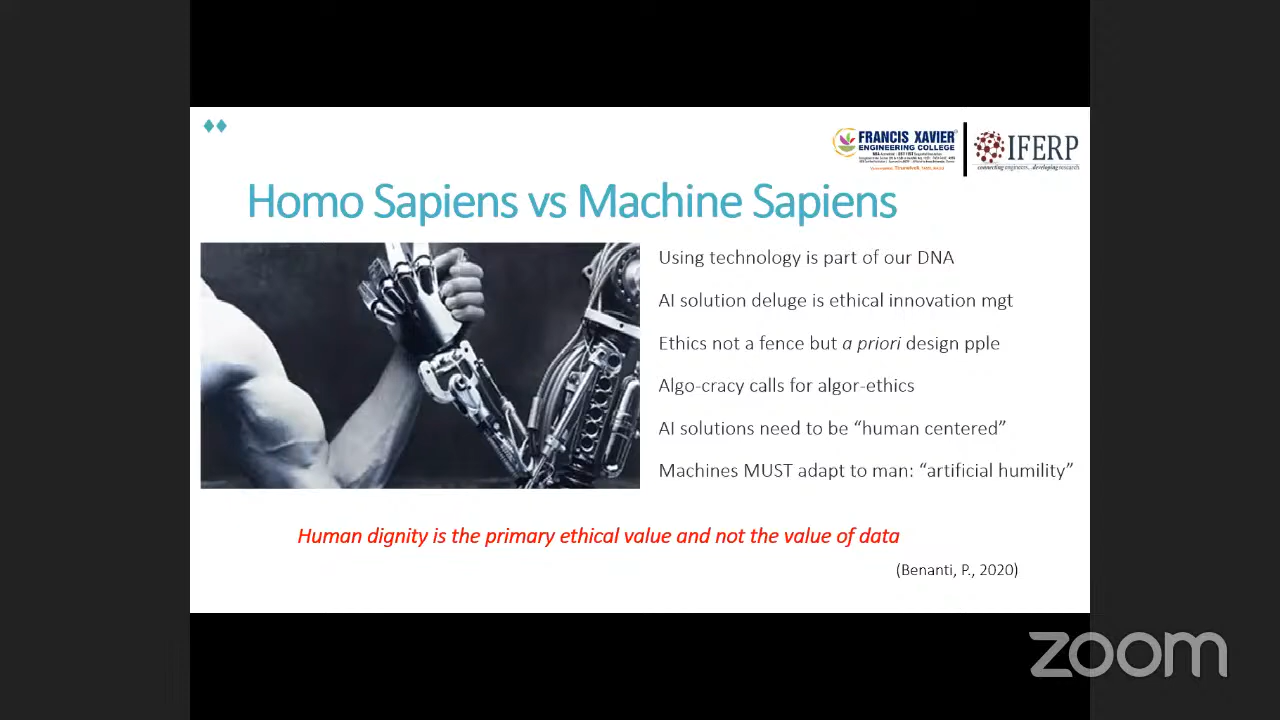 FRANCIS XAVIER
ENGINEERING COLLEGE
IFERP
connecting engineers...developing research
Homo Sapiens vs Machine Sapiens
Using technology is part of our DNA
AI solution deluge is ethical innovation mgt
Ethics not a fence but a priori design pple
Algo-cracy calls for algor-ethics
AI solutions need to be “human centered”
Machines MUST adapt to man: “artificial humility”
Human dignity is the primary ethical value and not the value of data
(Benanti, P., 2020)
zoom